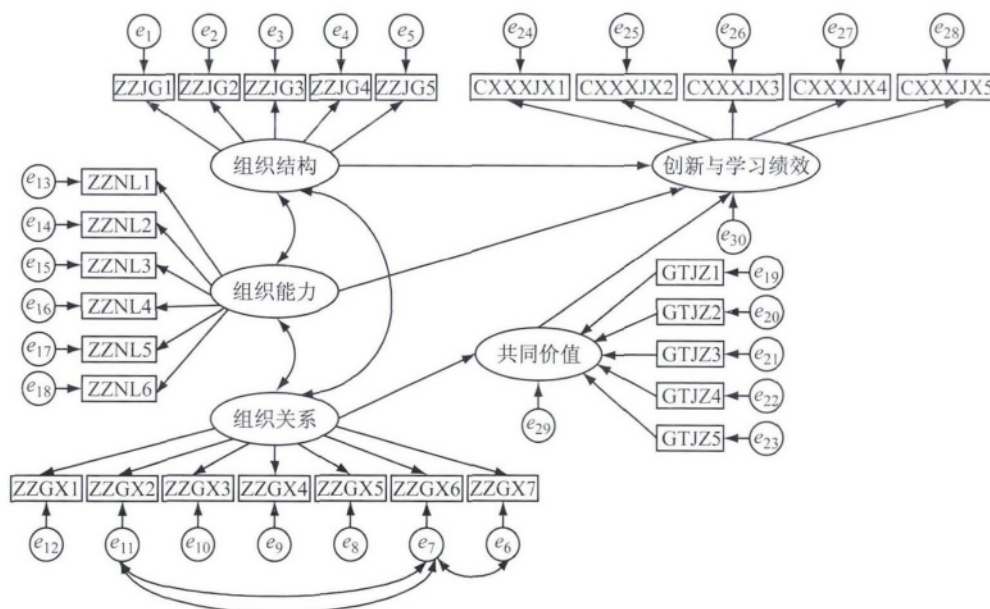 e1 e2 e3 e4 e5 e24 e25 e26 e27 e28
ZZJG1 ZZJG2 ZZJG3 ZZJG4 ZZJG5 CXXXJX1 CXXXJX2 CXXXJX3 CXXXJX4 CXXXJX5
组织结构 创新与学习绩效
e13 ZZNL1
e14 ZZNL2
e30
e15 ZZNL3
GTJZ1 e19
组织能力
e16 ZZNL4
GTJZ2 e20
e17 ZZNL5
共同价值 GTJZ3 e21
e18 ZZNL6
GTJZ4 e22
组织关系
e29
GTJZ5 e23
ZZGX1 ZZGX2 ZZGX3 ZZGX4 ZZGX5 ZZGX6 ZZGX7
e12 e11 e10 e9 e8 e7 e6